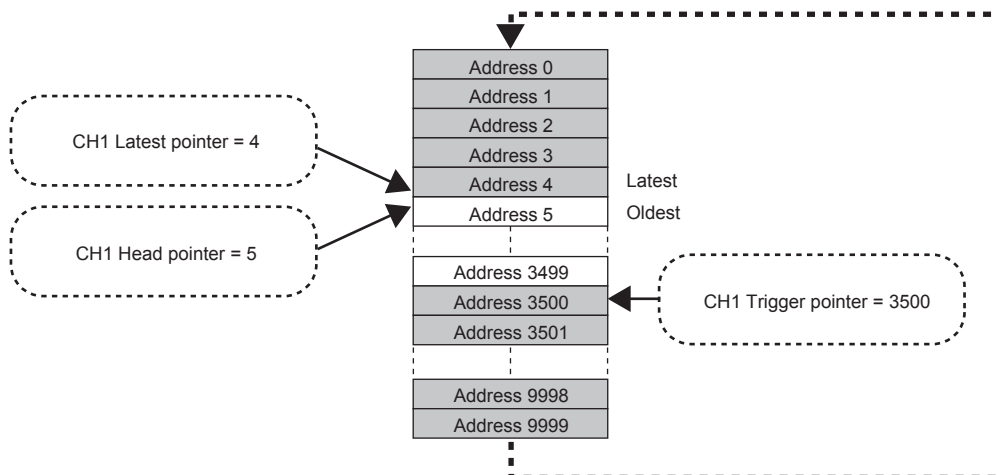 Address 0
Address 1
Address 2
Address 3
Address 4
Latest
Address 5
Oldest
CH1 Latest pointer = 4
CH1 Head pointer = 5
Address 3499
Address 3500
Address 3501
CH1 Trigger pointer = 3500
Address 9998
Address 9999